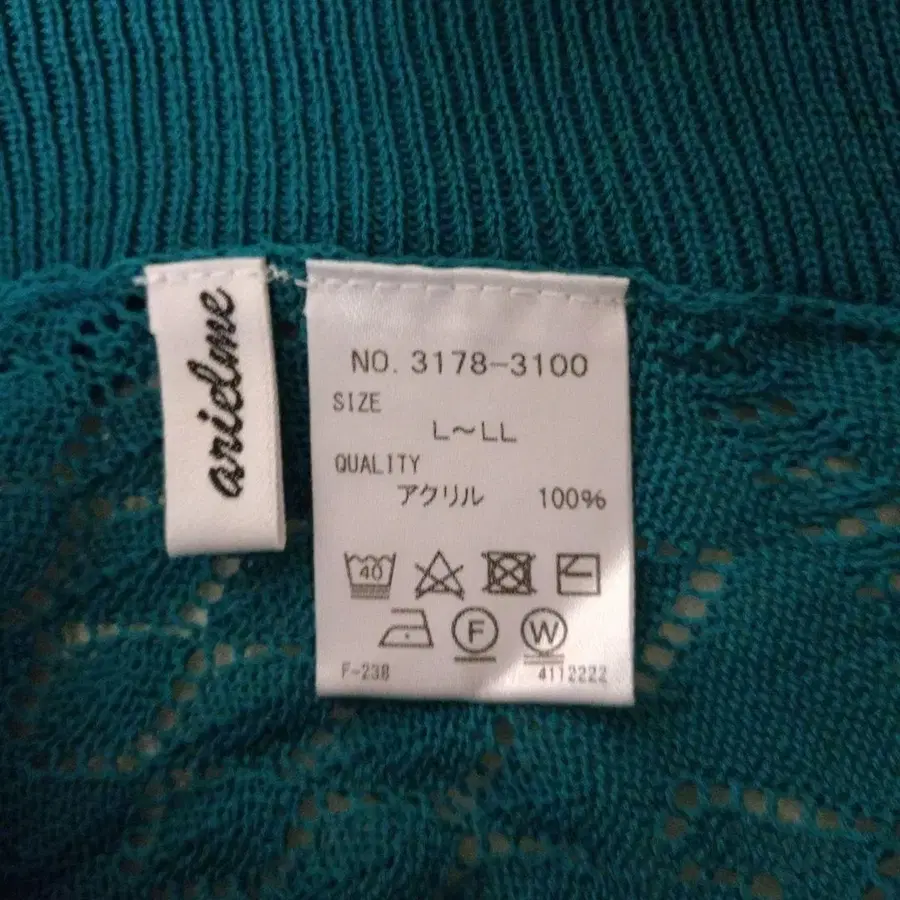 arielme
NO. 3178-3100
SIZE
L～LL
QUALITY
アクリル 100%
40
F W
F-238 4112222